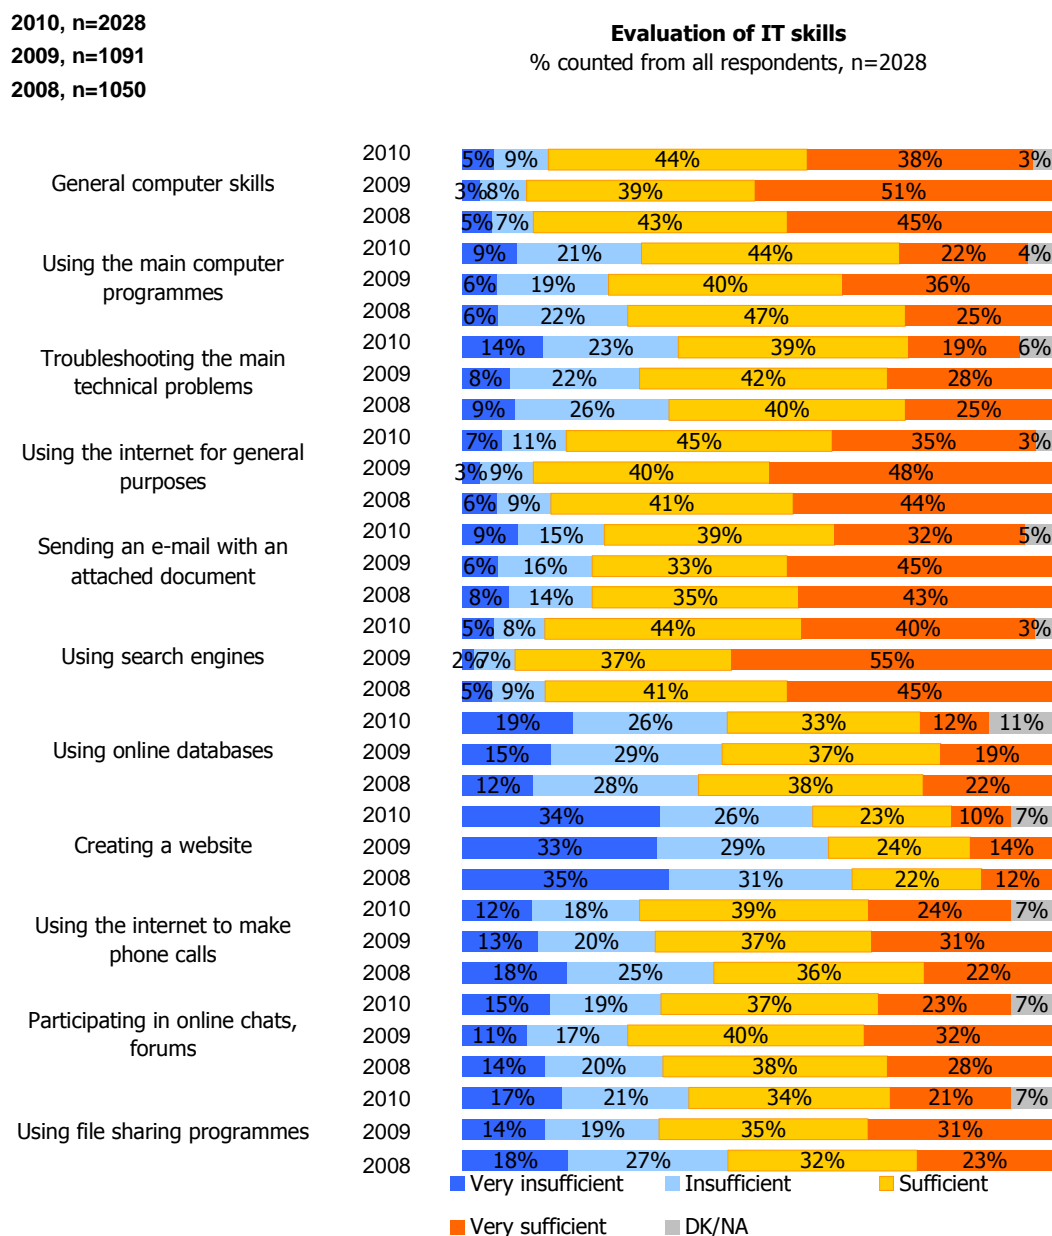 2010, n=2028
2009, n=1091
2008, n=1050
Evaluation of IT skills
% counted from all respondents, n=2028
General computer skills
2010 5% 9% 44% 38% 3%
2009 3% 8% 39% 51%
2008 5% 7% 43% 45%
Using the main computer
programmes
2010 9% 21% 44% 22% 4%
2009 6% 19% 40% 36%
2008 6% 22% 47% 25%
Troubleshooting the main
technical problems
2010 14% 23% 39% 19% 6%
2009 8% 22% 42% 28%
2008 9% 26% 40% 25%
Using the internet for general
purposes
2010 7% 11% 45% 35% 3%
2009 3% 9% 40% 48%
2008 6% 9% 41% 44%
Sending an e-mail with an
attached document
2010 9% 15% 39% 32% 5%
2009 6% 16% 33% 45%
2008 8% 14% 35% 43%
Using search engines
2010 5% 8% 44% 40% 3%
2009 2% 7% 37% 55%
2008 5% 9% 41% 45%
Using online databases
2010 19% 26% 33% 12% 11%
2009 15% 29% 37% 19%
2008 12% 28% 38% 22%
Creating a website
2010 34% 26% 23% 10% 7%
2009 33% 29% 24% 14%
2008 35% 31% 22% 12%
Using the internet to make
phone calls
2010 12% 18% 39% 24% 7%
2009 13% 20% 37% 31%
2008 18% 25% 36% 22%
Participating in online chats,
forums
2010 15% 19% 37% 23% 7%
2009 11% 17% 40% 32%
2008 14% 20% 38% 28%
Using file sharing programmes
2010 17% 21% 34% 21% 7%
2009 14% 19% 35% 31%
2008 18% 27% 32% 23%
Very insufficient Insufficient Sufficient
Very sufficient DK/NA